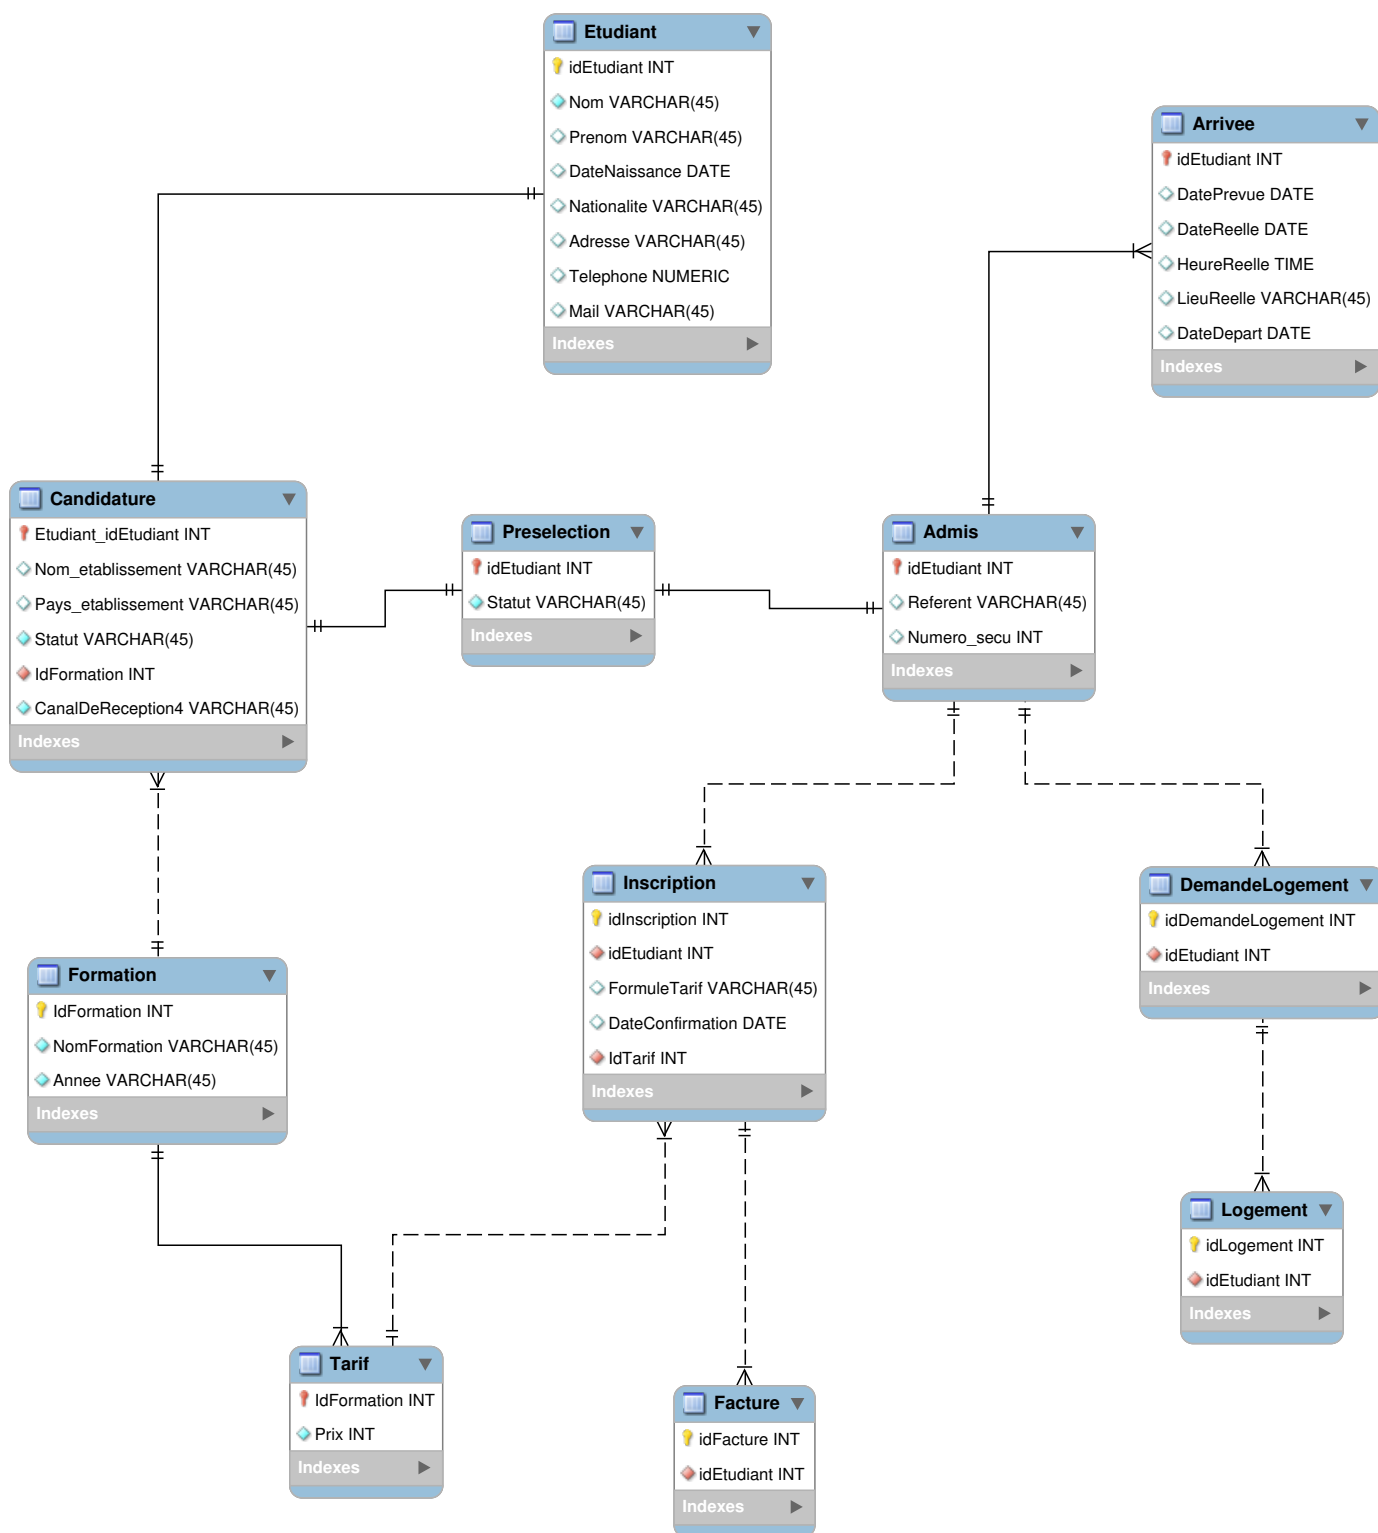 Etudiant
idEtudiant INT
Nom VARCHAR(45)
Prenom VARCHAR(45)
DateNaissance DATE
Nationalite VARCHAR(45)
Adresse VARCHAR(45)
Telephone NUMERIC
Mail VARCHAR(45)
Indexes
Arrivee
idEtudiant INT
DatePrevue DATE
DateReelle DATE
HeureReelle TIME
LieuReelle VARCHAR(45)
DateDepart DATE
Indexes
Candidature
Etudiant_idEtudiant INT
Nom_etablissement VARCHAR(45)
Pays_etablissement VARCHAR(45)
Statut VARCHAR(45)
IdFormation INT
CanalDeReception4 VARCHAR(45)
Indexes
Preselection
idEtudiant INT
Statut VARCHAR(45)
Indexes
Admis
idEtudiant INT
Referent VARCHAR(45)
Numero_secu INT
Indexes
Formation
IdFormation INT
NomFormation VARCHAR(45)
Annee VARCHAR(45)
Indexes
Inscription
idInscription INT
idEtudiant INT
FormuleTarif VARCHAR(45)
DateConfirmation DATE
IdTarif INT
Indexes
DemandeLogement
idDemandeLogement INT
idEtudiant INT
Indexes
Logement
idLogement INT
idEtudiant INT
Indexes
Tarif
IdFormation INT
Prix INT
Indexes
Facture
idFacture INT
idEtudiant INT
Indexes